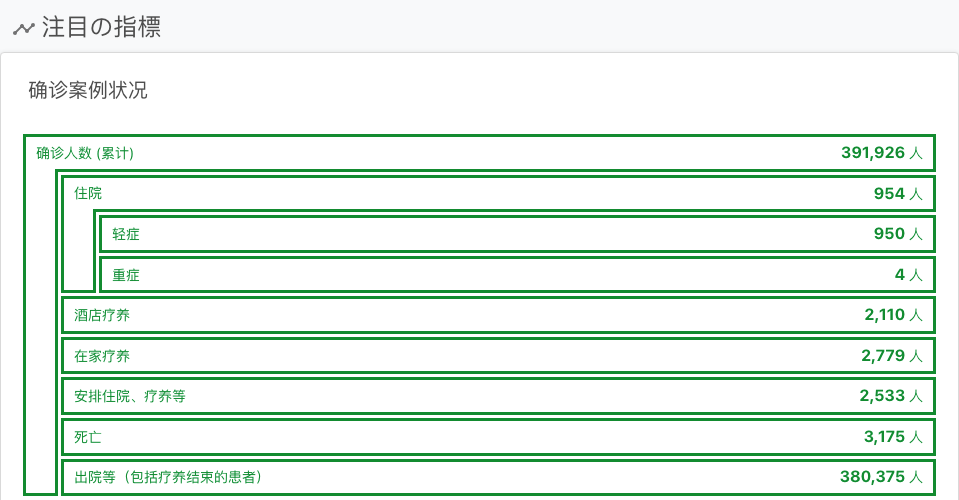 注目の指標
确诊案例状况
确诊人数 (累计) 391,926 人
住院 954 人
轻症 950 人
重症 4 人
酒店疗养 2,110 人
在家疗养 2,779 人
安排住院、疗养等 2,533 人
死亡 3,175 人
出院等（包括疗养结束的患者） 380,375 人